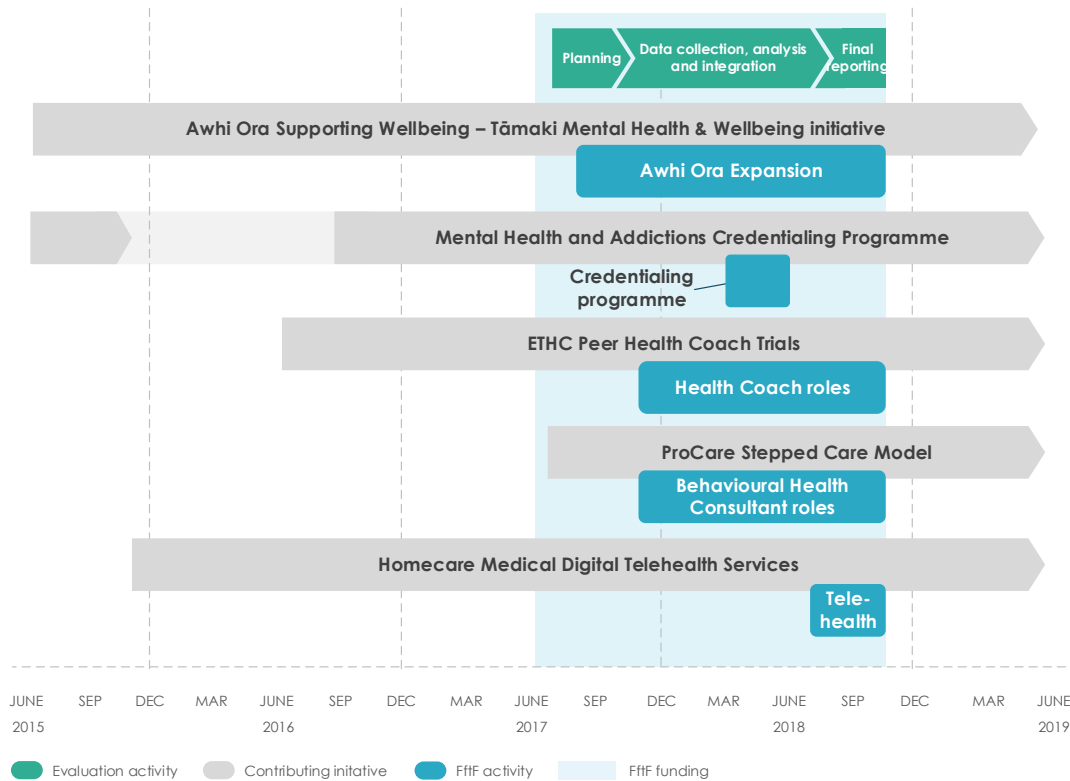 Planning
Data collection, analysis
and integration
Final
reporting
Awhi Ora Supporting Wellbeing – Tāmaki Mental Health & Wellbeing initiative
Awhi Ora Expansion
Mental Health and Addictions Credentialing Programme
Credentialing
programme
ETHC Peer Health Coach Trials
Health Coach roles
ProCare Stepped Care Model
Behavioural Health
Consultant roles
Homecare Medical Digital Telehealth Services
Tele-
health
JUNE SEP DEC MAR JUNE SEP DEC MAR JUNE SEP DEC MAR JUNE SEP DEC MAR JUNE
2015 2016 2017 2018 2019
Evaluation activity Contributing initative FftF activity FftF funding